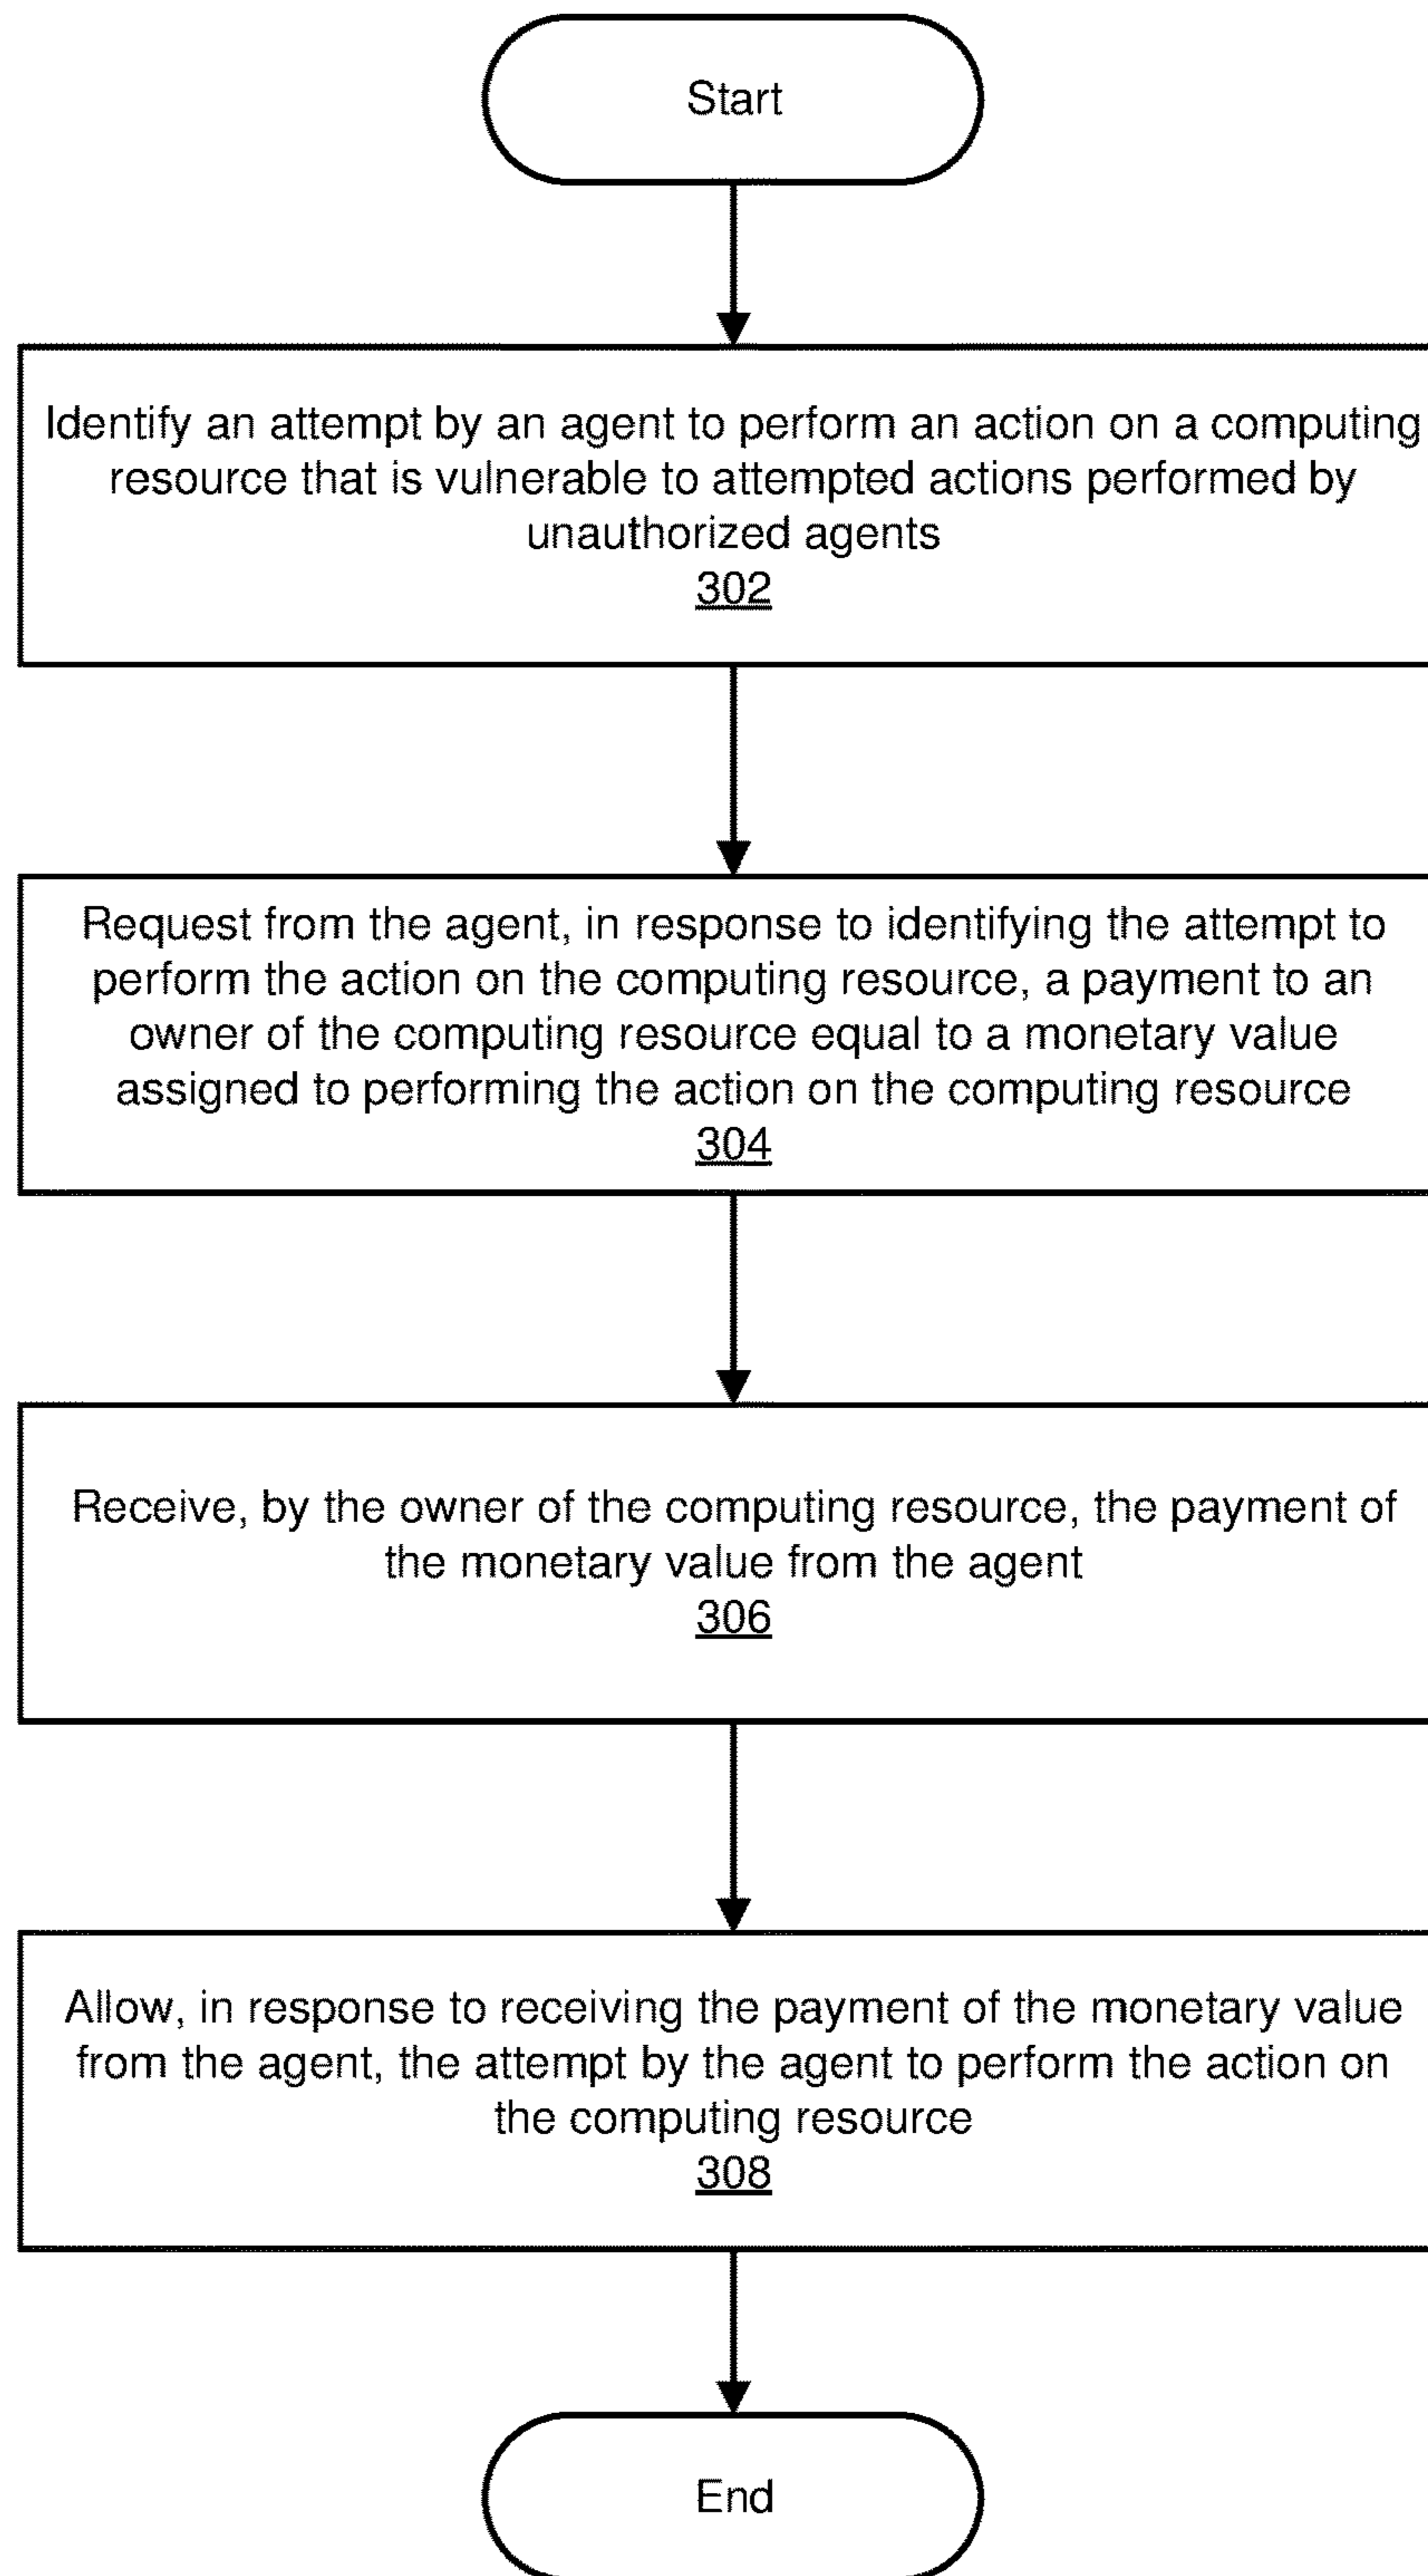 Start
Identify an attempt by an agent to perform an action on a computing
resource that is vulnerable to attempted actions performed by
unauthorized agents
302
Request from the agent, in response to identifying the attempt to
perform the action on the computing resource, a payment to an
owner of the computing resource equal to a monetary value
assigned to performing the action on the computing resource
304
Receive, by the owner of the computing resource, the payment of
the monetary value from the agent
306
Allow, in response to receiving the payment of the monetary value
from the agent, the attempt by the agent to perform the action on
the computing resource
308
End